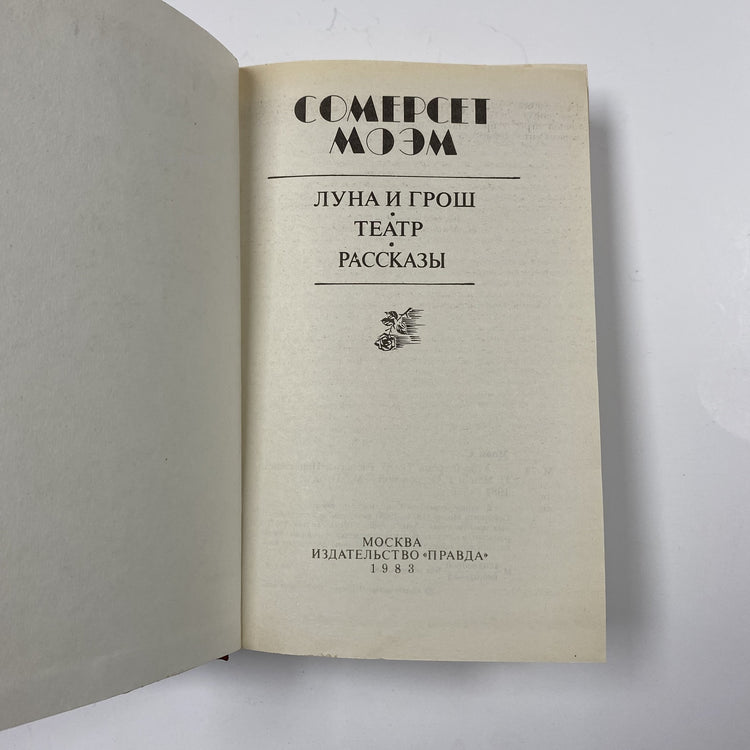 СОМЕРСЕТ
МОЭМ
ЛУНА И ГРОШ
•
ТЕАТР
•
РАССКАЗЫ
МОСКВА
ИЗДАТЕЛЬСТВО «ПРАВДА»
1983